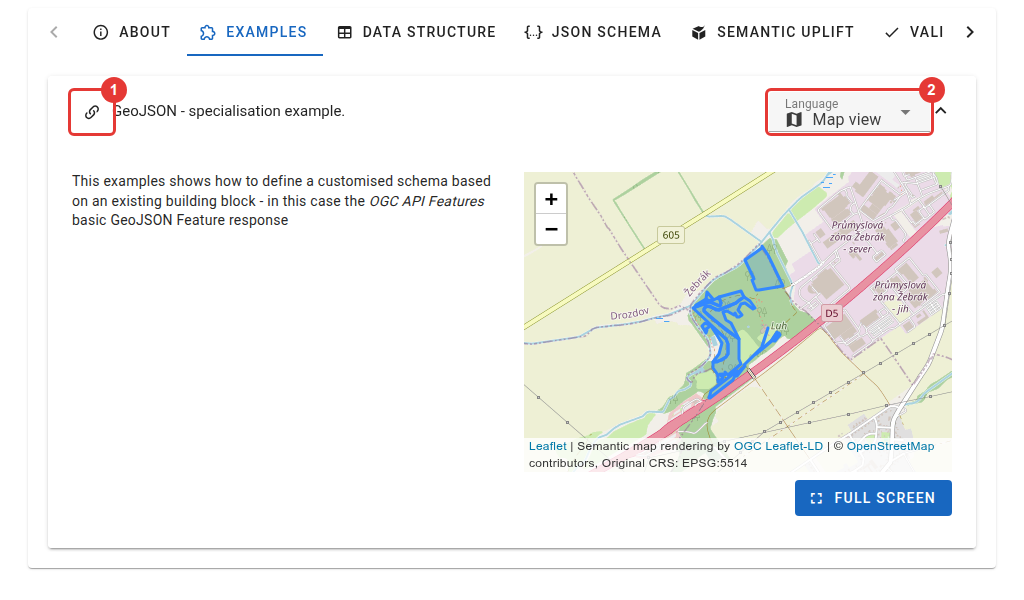 ABOUT
EXAMPLES
DATA STRUCTURE
{..} JSON SCHEMA
SEMANTIC UPLIFT
VALI
1
GeoJSON - specialisation example.
2
Language
Map view
This examples shows how to define a customised schema based
on an existing building block - in this case the OGC API Features
basic GeoJSON Feature response
+
−
605
Průmyslová
zóna Žebrák
- sever
Žebrák
Průmyslová
zóna Žebrák
- jih
Drozdov
D5
Luh
Leaflet | Semantic map rendering by OGC Leaflet-LD | © OpenStreetMap
contributors, Original CRS: EPSG:5514
FULL SCREEN